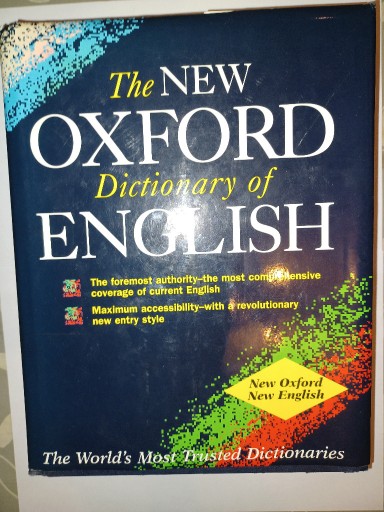 The NEW
OXFORD
Dictionary of
ENGLISH
The foremost authority–the most comprehensive
coverage of current English
Maximum accessibility–with a revolutionary
new entry style
New Oxford
New English
The World's Most Trusted Dictionaries